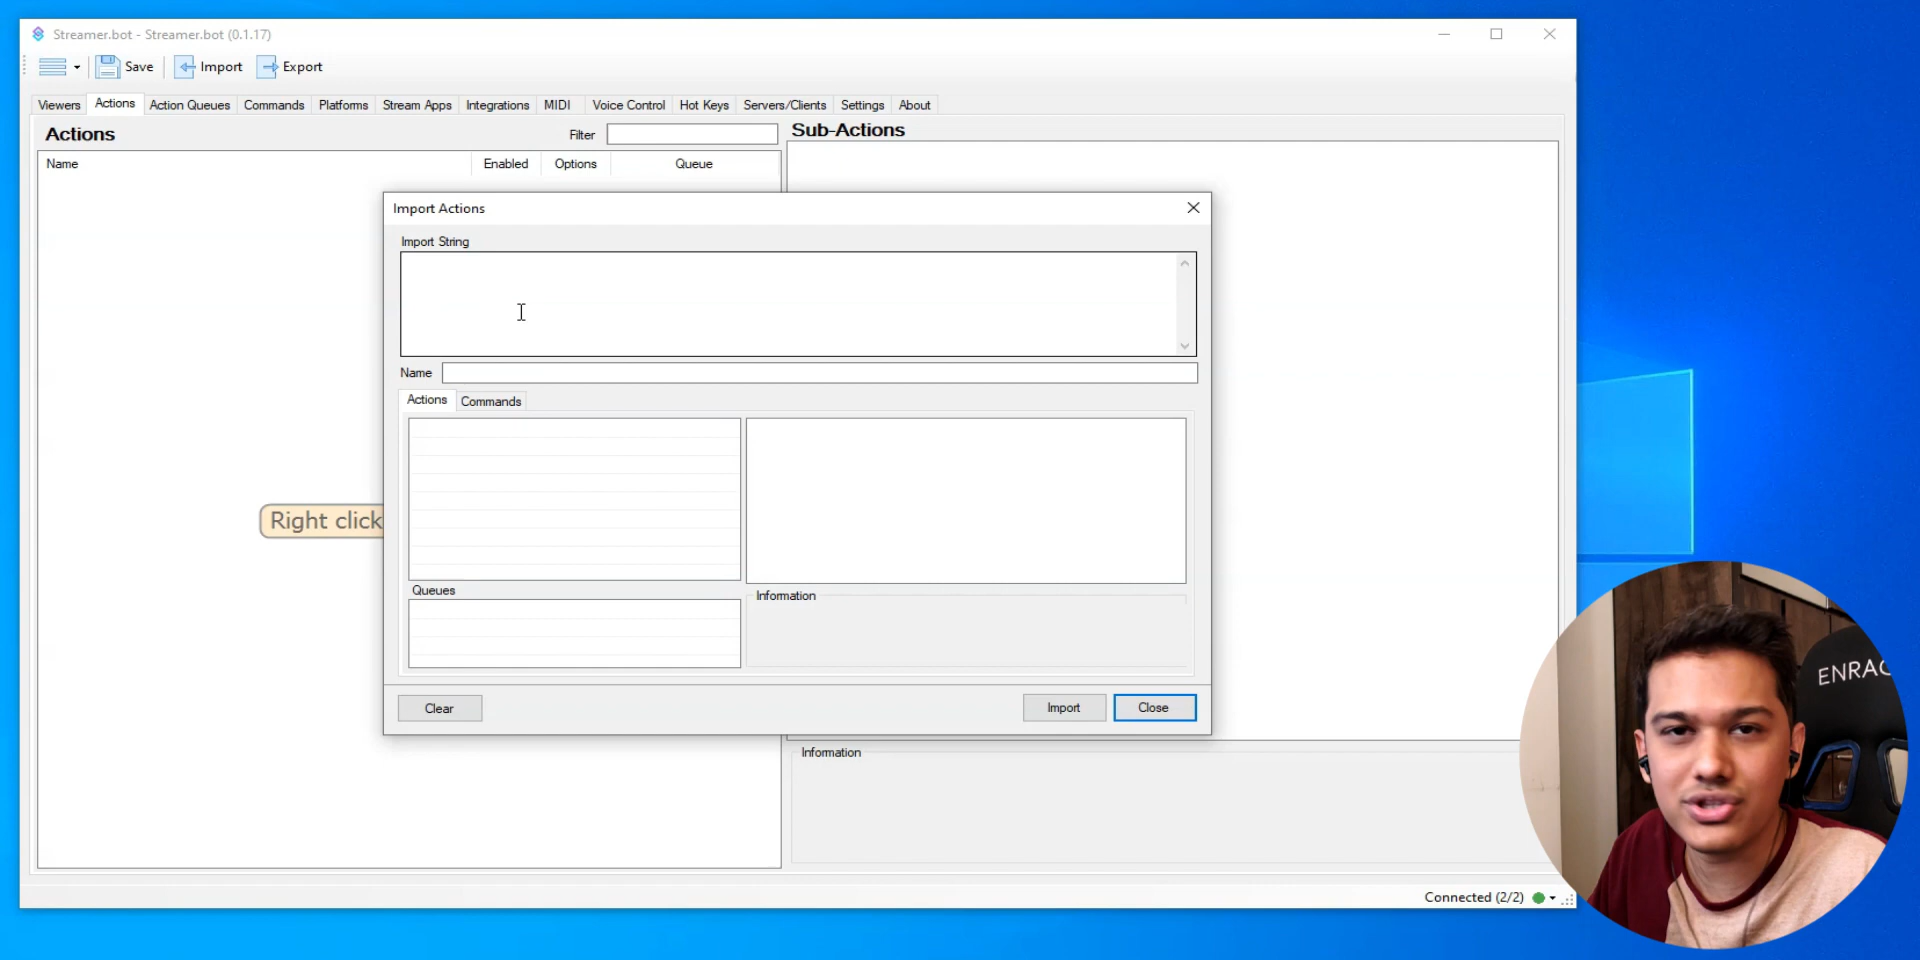 Streamer.bot - Streamer.bot (0.1.17)
Save Import Export
Viewers Actions Action Queues Commands Platforms Stream Apps Integrations MIDI Voice Control Hot Keys Servers/Clients Settings About
Actions Filter Sub-Actions
Name Enabled Options Queue
Import Actions
Import String
Name
Actions Commands
Right click
Queues
Information
Clear Import Close
Information
Connected (2/2)
ENRAG